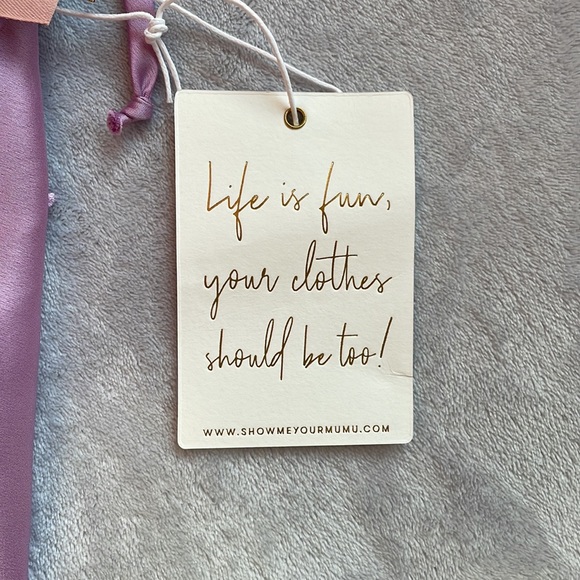 Life is fun,
your clothes
should be too!
WWW.SHOWMEYOURMUMU.COM